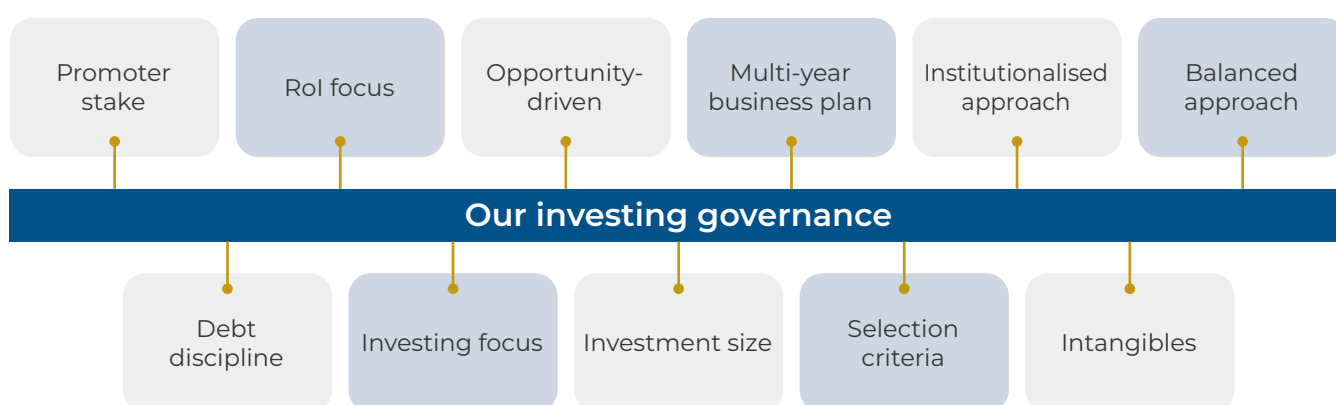 Promoter
stake
RoI focus
Opportunity-
driven
Multi-year
business plan
Institutionalised
approach
Balanced
approach
Our investing governance
Debt
discipline
Investing focus
Investment size
Selection
criteria
Intangibles